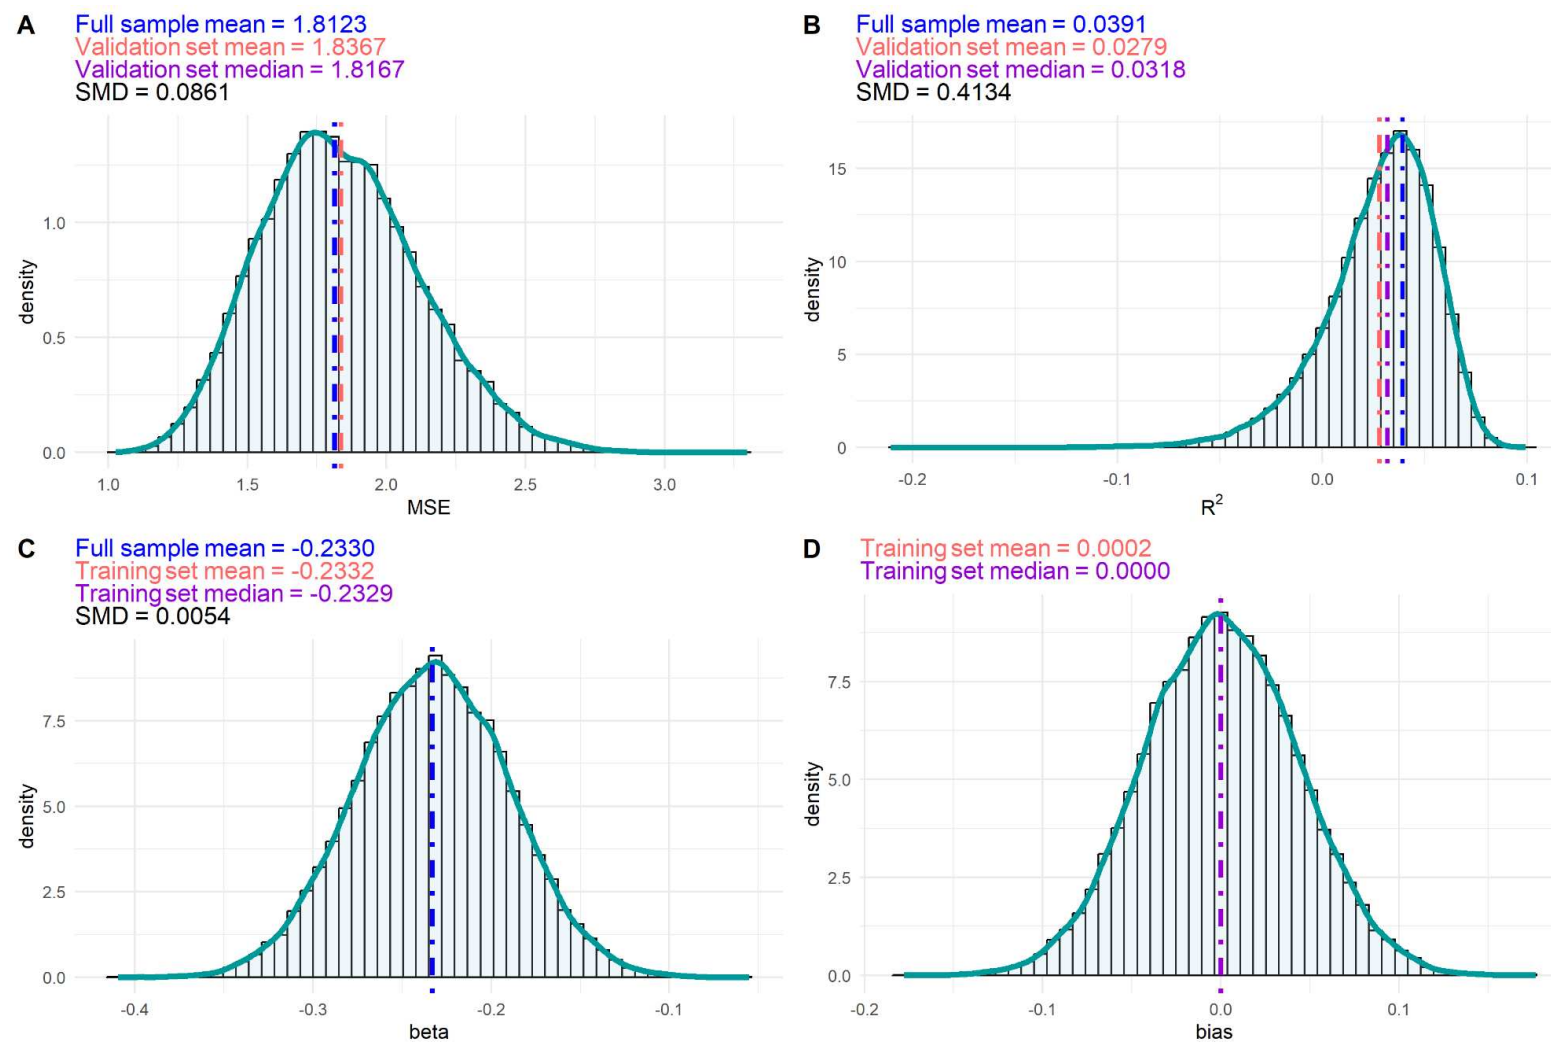 A
Full sample mean = 1.8123
Validation set mean = 1.8367
Validation set median = 1.8167
SMD = 0.0861
1.0
0.5
0.0
density
1.0 1.5 2.0 2.5 3.0
MSE
B
Full sample mean = 0.0391
Validation set mean = 0.0279
Validation set median = 0.0318
SMD = 0.4134
15
10
5
0
density
-0.2 -0.1 0.0 0.1
R²
C
Full sample mean = -0.2330
Training set mean = -0.2332
Training set median = -0.2329
SMD = 0.0054
7.5
5.0
2.5
0.0
density
-0.4 -0.3 -0.2 -0.1
beta
D
Training set mean = 0.0002
Training set median = 0.0000
7.5
5.0
2.5
0.0
density
-0.2 -0.1 0.0 0.1
bias